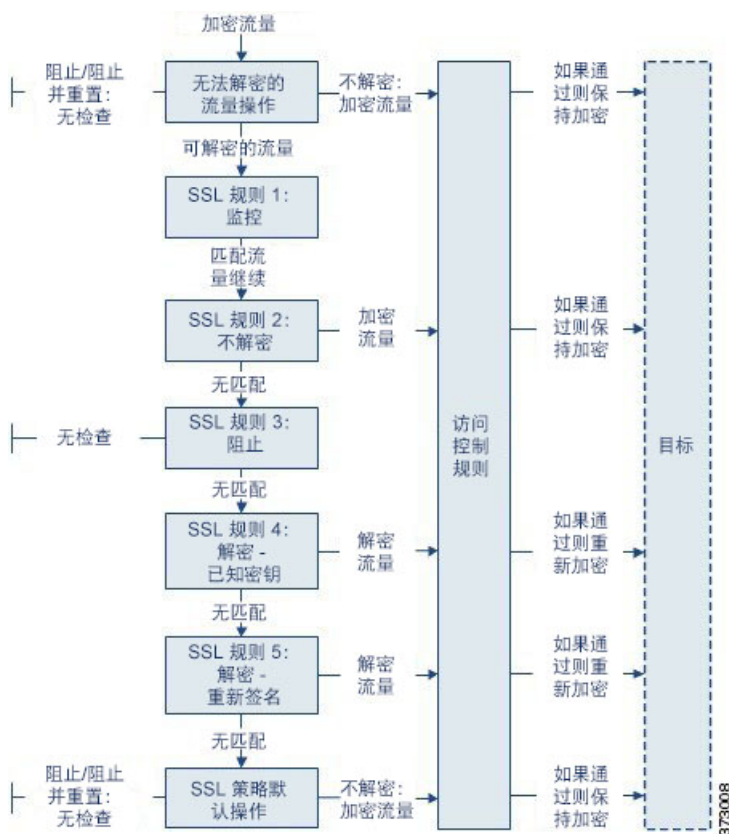 加密流量
阻止/阻止
并重置：
无检查
无法解密的
流量操作
不解密：
加密流量
如果通
过则保
持加密
可解密的流量
SSL 规则 1：
监控
匹配流
量继续
SSL 规则 2：
不解密
加密
流量
如果通
过则保
持加密
无匹配
无检查
SSL 规则 3：
阻止
访问
控制
规则
目标
无匹配
SSL 规则 4：
解密 -
已知密钥
解密
流量
如果通
过则重
新加密
无匹配
SSL 规则 5：
解密 -
重新签名
解密
流量
如果通
过则重
新加密
无匹配
阻止/阻止
并重置：
无检查
SSL 策略默
认操作
不解密：
加密流量
如果通
过则保
持加密
373008